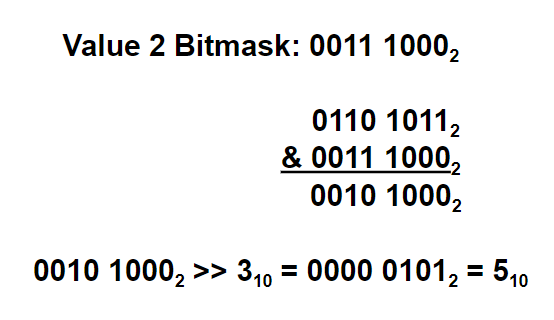 Value 2 Bitmask: 0011 1000₂
0110 1011₂
& 0011 1000₂
0010 1000₂
0010 1000₂ >> 3₁₀ = 0000 0101₂ = 5₁₀